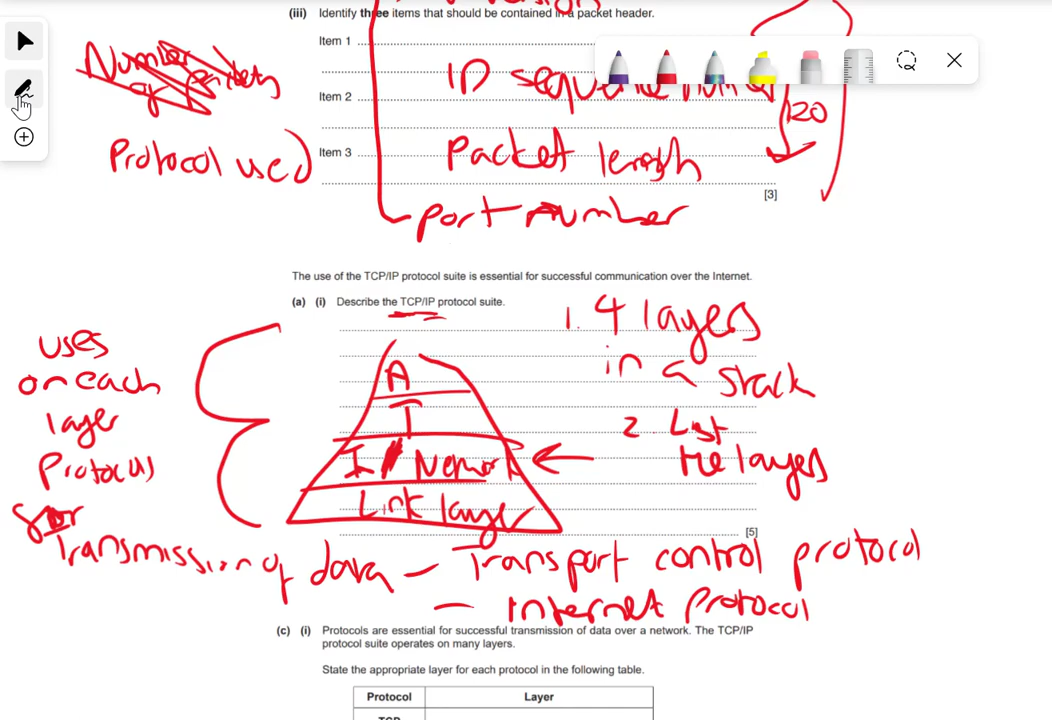 (iii) Identify three items that should be contained in a packet header.
Item 1
Number
of packets
IP sequence number
120
Item 2
Protocol used
Item 3
Packet length
[3]
port number
The use of the TCP/IP protocol suite is essential for successful communication over the Internet.
(a) (i) Describe the TCP/IP protocol suite.
1. 4 layers
in a stack
2 List
the layers
uses
on each
layer
Protocols
for
Transmission of data - Transport control protocol
- Internet Protocol
A
T
I / Network
Link layer
[5]
(c) (i) Protocols are essential for successful transmission of data over a network. The TCP/IP
protocol suite operates on many layers.
State the appropriate layer for each protocol in the following table.
Protocol Layer
TCP